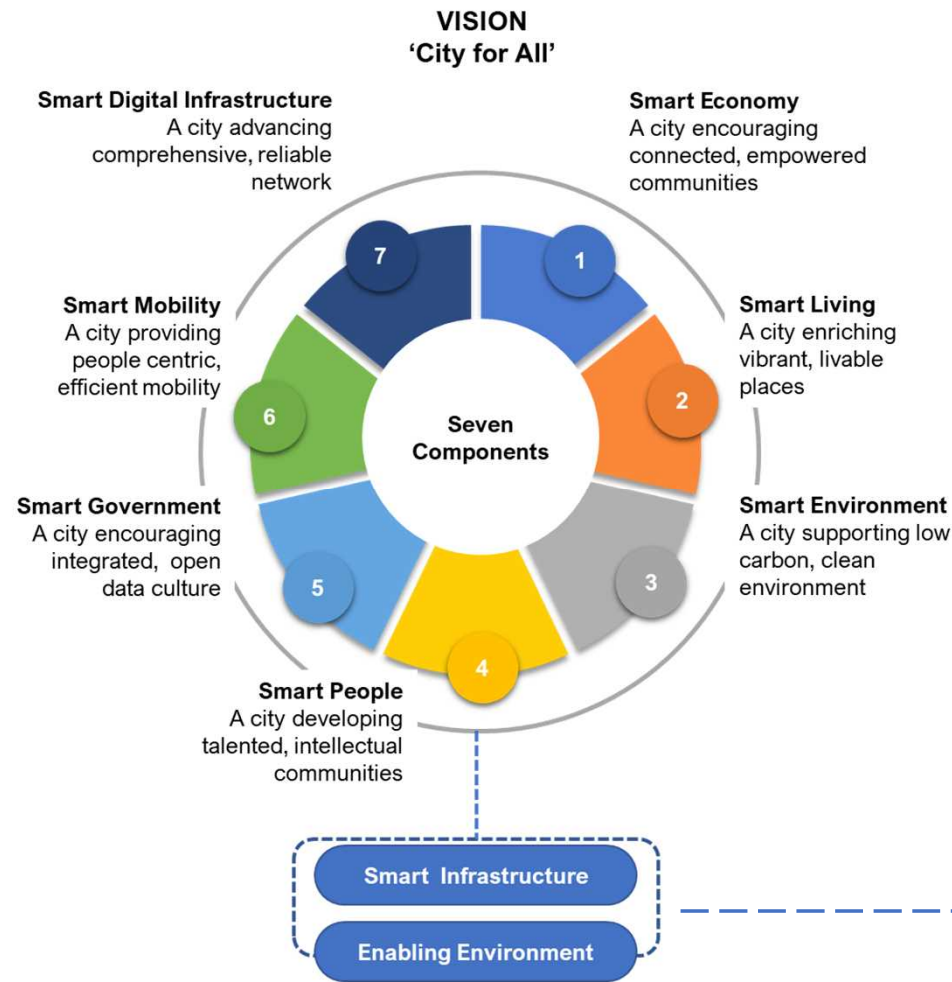 VISION
‘City for All’
Smart Digital Infrastructure
A city advancing
comprehensive, reliable
network
Smart Economy
A city encouraging
connected, empowered
communities
7
1
Smart Mobility
A city providing
people centric,
efficient mobility
Smart Living
A city enriching
vibrant, livable
places
6
2
Seven
Components
Smart Government
A city encouraging
integrated, open
data culture
Smart Environment
A city supporting low
carbon, clean
environment
5
3
4
Smart People
A city developing
talented, intellectual
communities
Smart Infrastructure
Enabling Environment